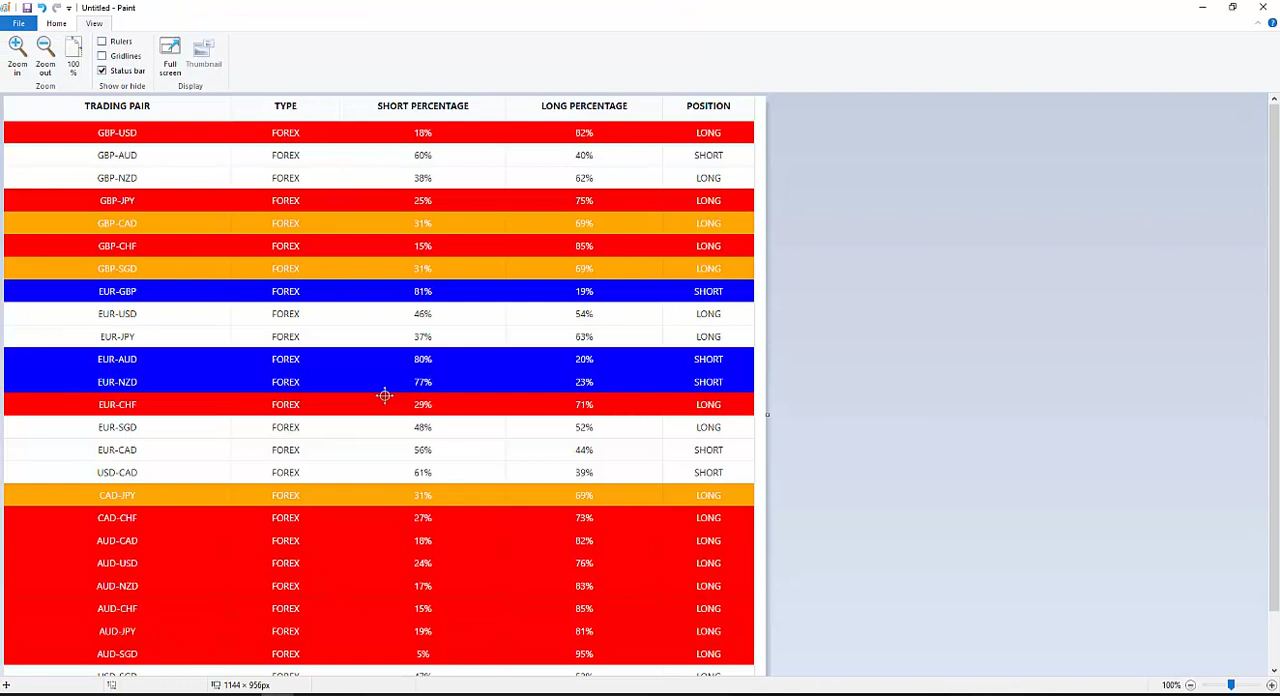 Untitled - Paint
File Home View
Zoom in Zoom out 100 %
Rulers
Gridlines
Status bar
Full screen Thumbnail
Zoom Show or hide Display
TRADING PAIR TYPE SHORT PERCENTAGE LONG PERCENTAGE POSITION
GBP-USD FOREX 18% 82% LONG
GBP-AUD FOREX 60% 40% SHORT
GBP-NZD FOREX 38% 62% LONG
GBP-JPY FOREX 25% 75% LONG
GBP-CAD FOREX 31% 69% LONG
GBP-CHF FOREX 15% 85% LONG
GBP-SGD FOREX 31% 69% LONG
EUR-GBP FOREX 81% 19% SHORT
EUR-USD FOREX 46% 54% LONG
EUR-JPY FOREX 37% 63% LONG
EUR-AUD FOREX 80% 20% SHORT
EUR-NZD FOREX 77% 23% SHORT
EUR-CHF FOREX 29% 71% LONG
EUR-SGD FOREX 48% 52% LONG
EUR-CAD FOREX 56% 44% SHORT
USD-CAD FOREX 61% 39% SHORT
CAD-JPY FOREX 31% 69% LONG
CAD-CHF FOREX 27% 73% LONG
AUD-CAD FOREX 18% 82% LONG
AUD-USD FOREX 24% 76% LONG
AUD-NZD FOREX 17% 83% LONG
AUD-CHF FOREX 15% 85% LONG
AUD-JPY FOREX 19% 81% LONG
AUD-SGD FOREX 5% 95% LONG
1144 × 956px 100%